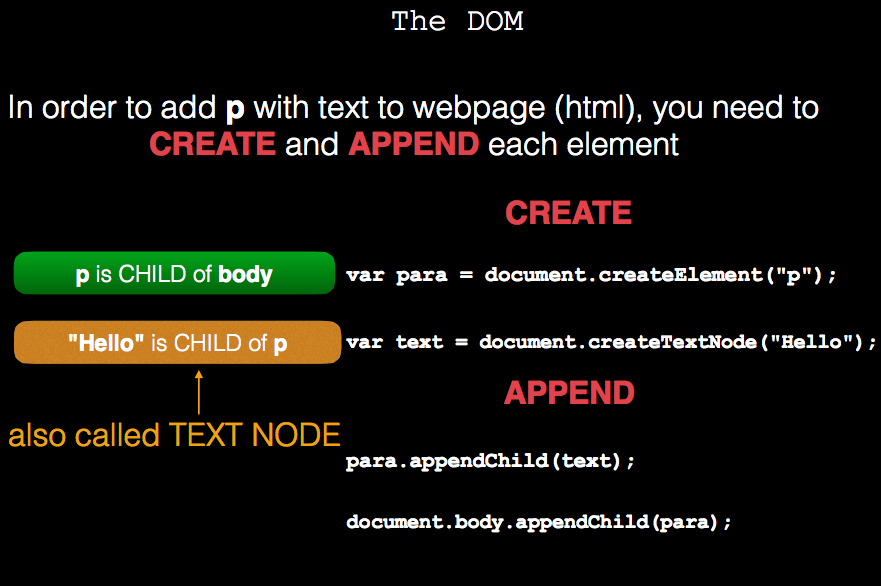 The DOM
In order to add p with text to webpage (html), you need to
CREATE and APPEND each element
CREATE
p is CHILD of body
var para = document.createElement("p");
"Hello" is CHILD of p
var text = document.createTextNode("Hello");
APPEND
also called TEXT NODE
para.appendChild(text);
document.body.appendChild(para);